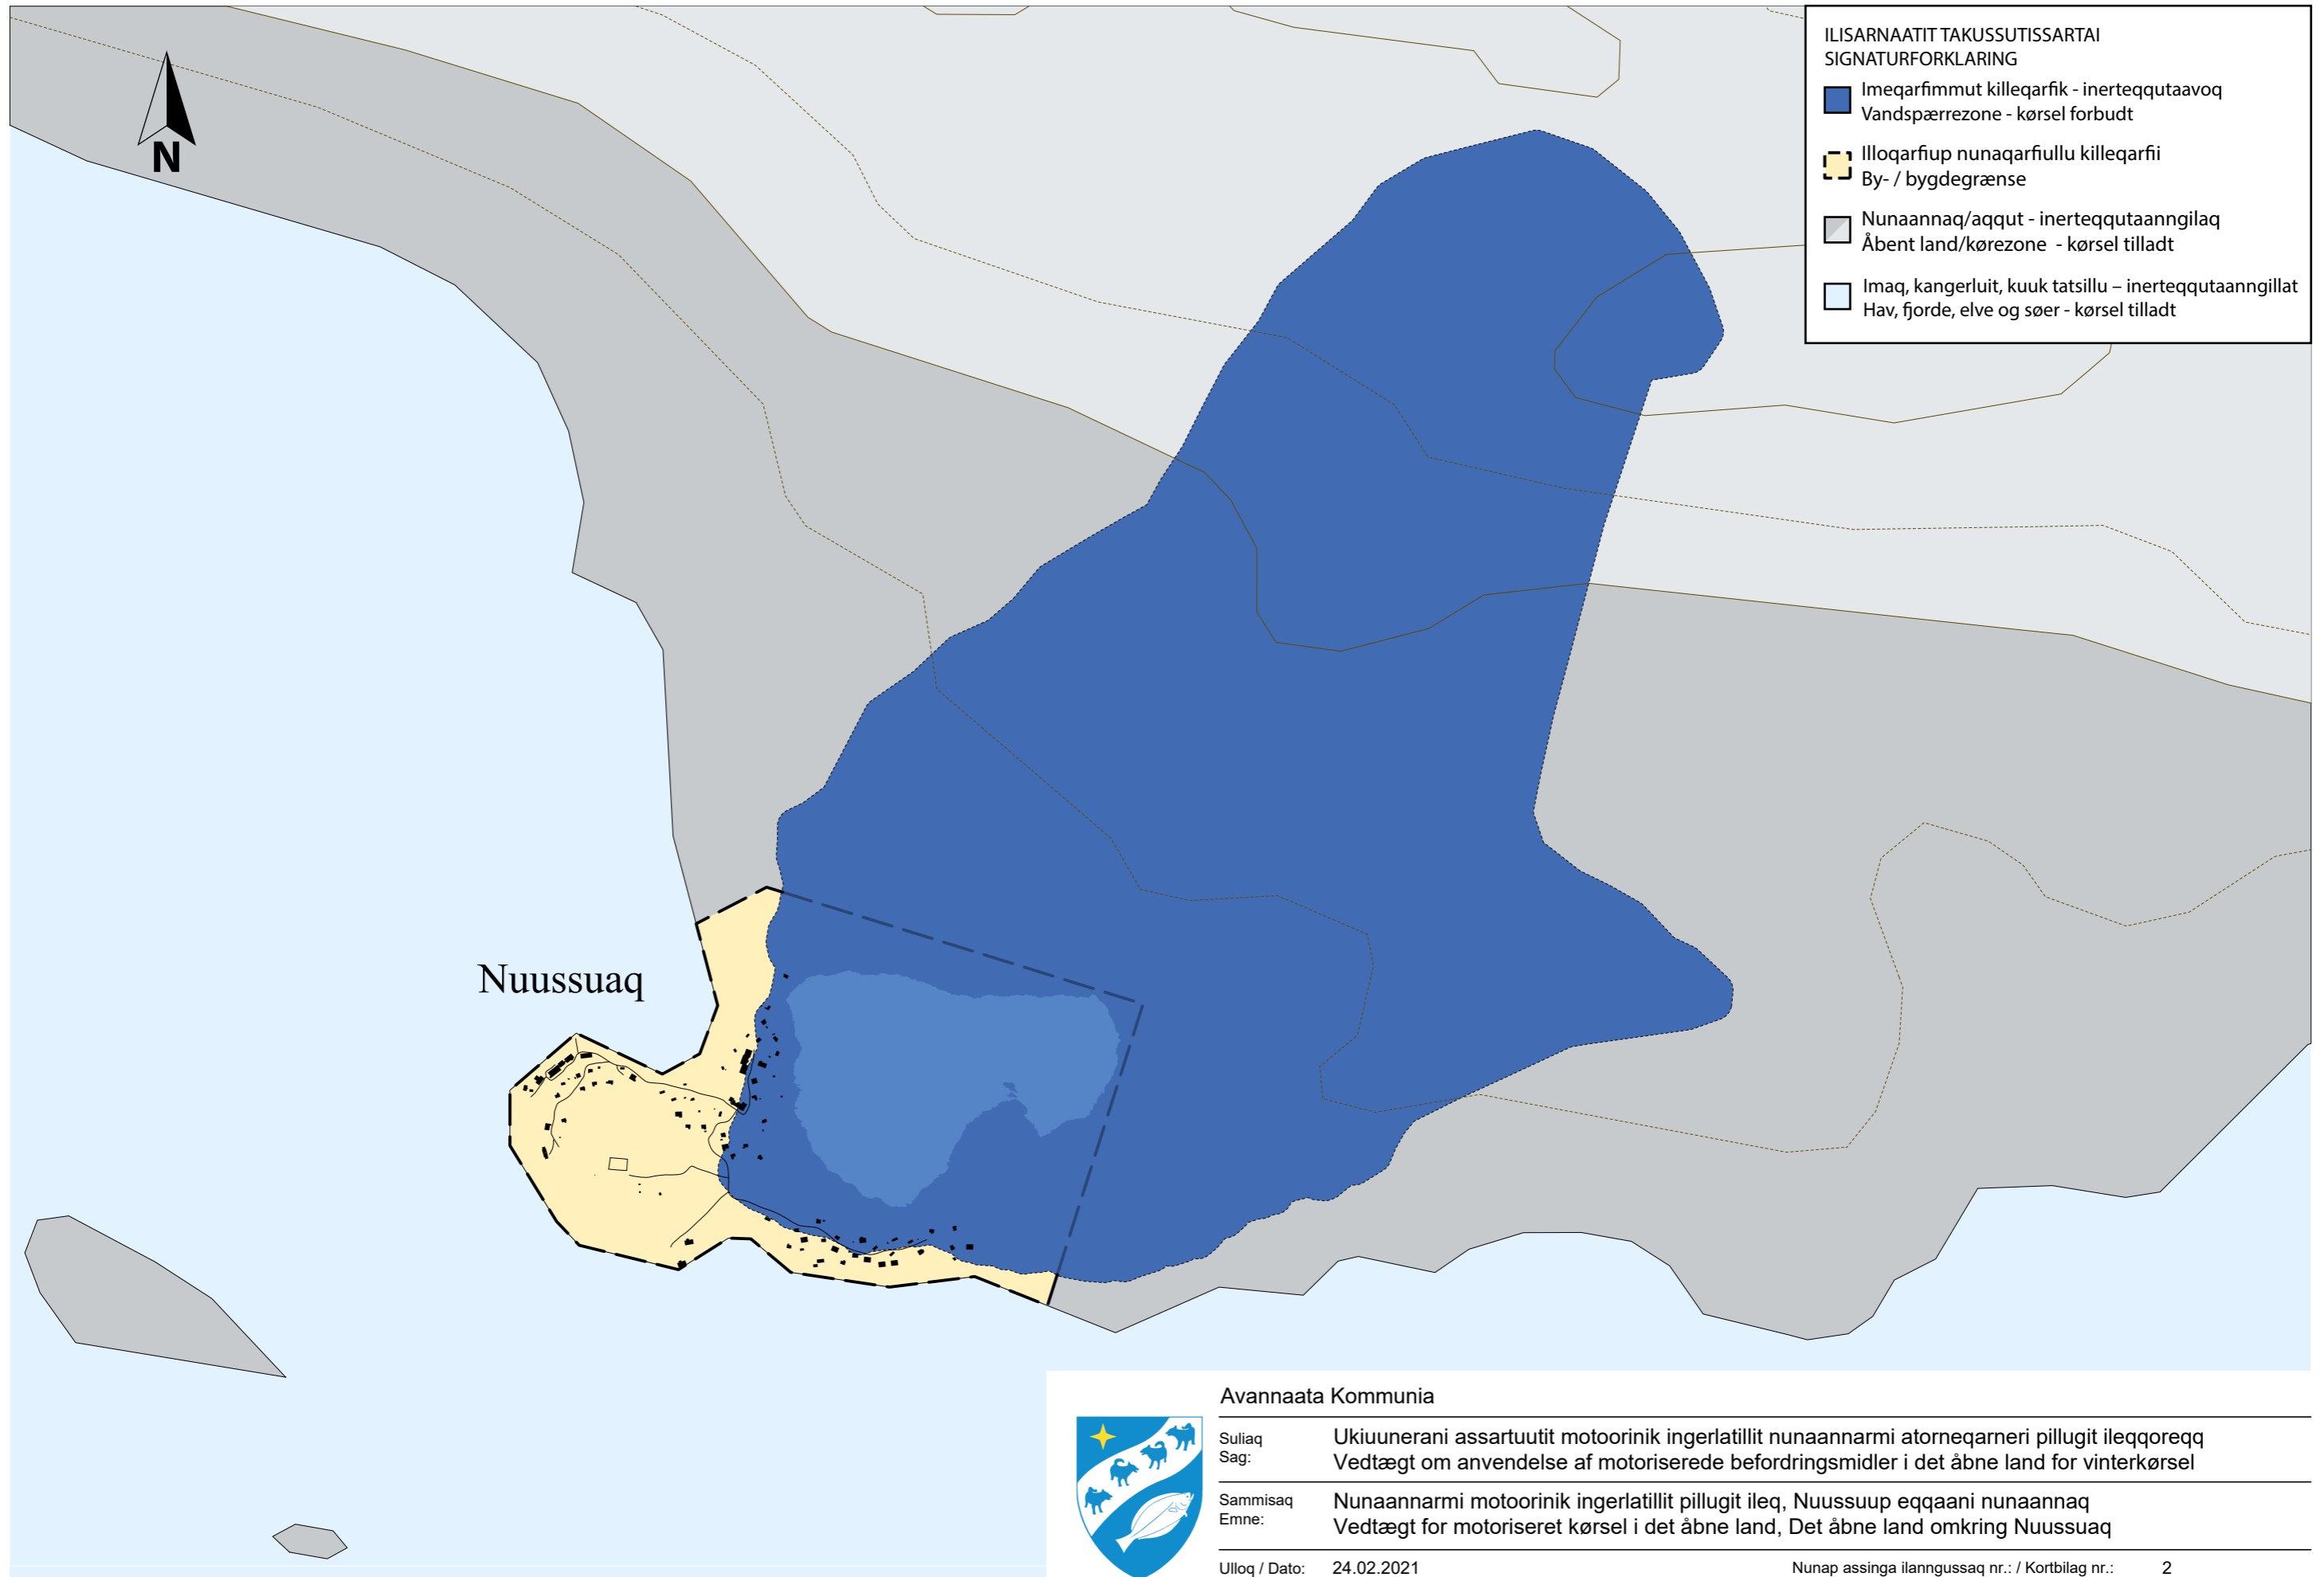 ILISARNAATIT TAKUSSUTISSARTAI
SIGNATURFORKLARING
Imeqarfimmut killeqarfik - inerteqqutaavoq
Vandspærrezone - kørsel forbudt
Illoqarfiup nunaqarfiullu killeqarfii
By- / bygdegrænse
Nunaannaq/aqqut - inerteqqutaanngilaq
Åbent land/kørezone - kørsel tilladt
Imaq, kangerluit, kuuk tatsillu – inerteqqutaanngillat
Hav, fjorde, elve og søer - kørsel tilladt
N
Nuussuaq
Avannaata Kommunia
Suliaq Ukiuunerani assartuutit motoorinik ingerlatillit nunaannarmi atorneqarneri pillugit ileqqoreqq
Sag: Vedtægt om anvendelse af motoriserede befordringsmidler i det åbne land for vinterkørsel
Sammisaq Nunaannarmi motoorinik ingerlatillit pillugit ileq, Nuussuup eqqaani nunaannaq
Emne: Vedtægt for motoriseret kørsel i det åbne land, Det åbne land omkring Nuussuaq
Ulloq / Dato: 24.02.2021 Nunap assinga ilanngussaq nr.: / Kortbilag nr.: 2